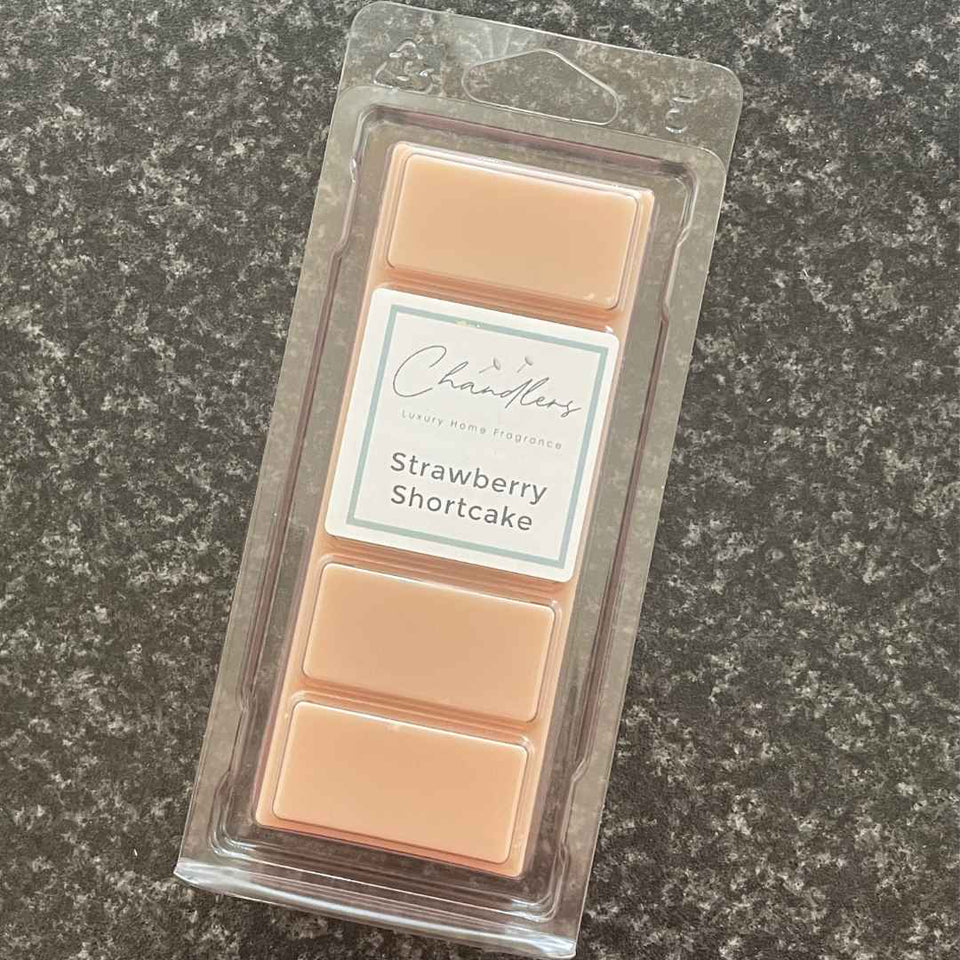 Chandlers
Luxury Home Fragrance
Strawberry
Shortcake